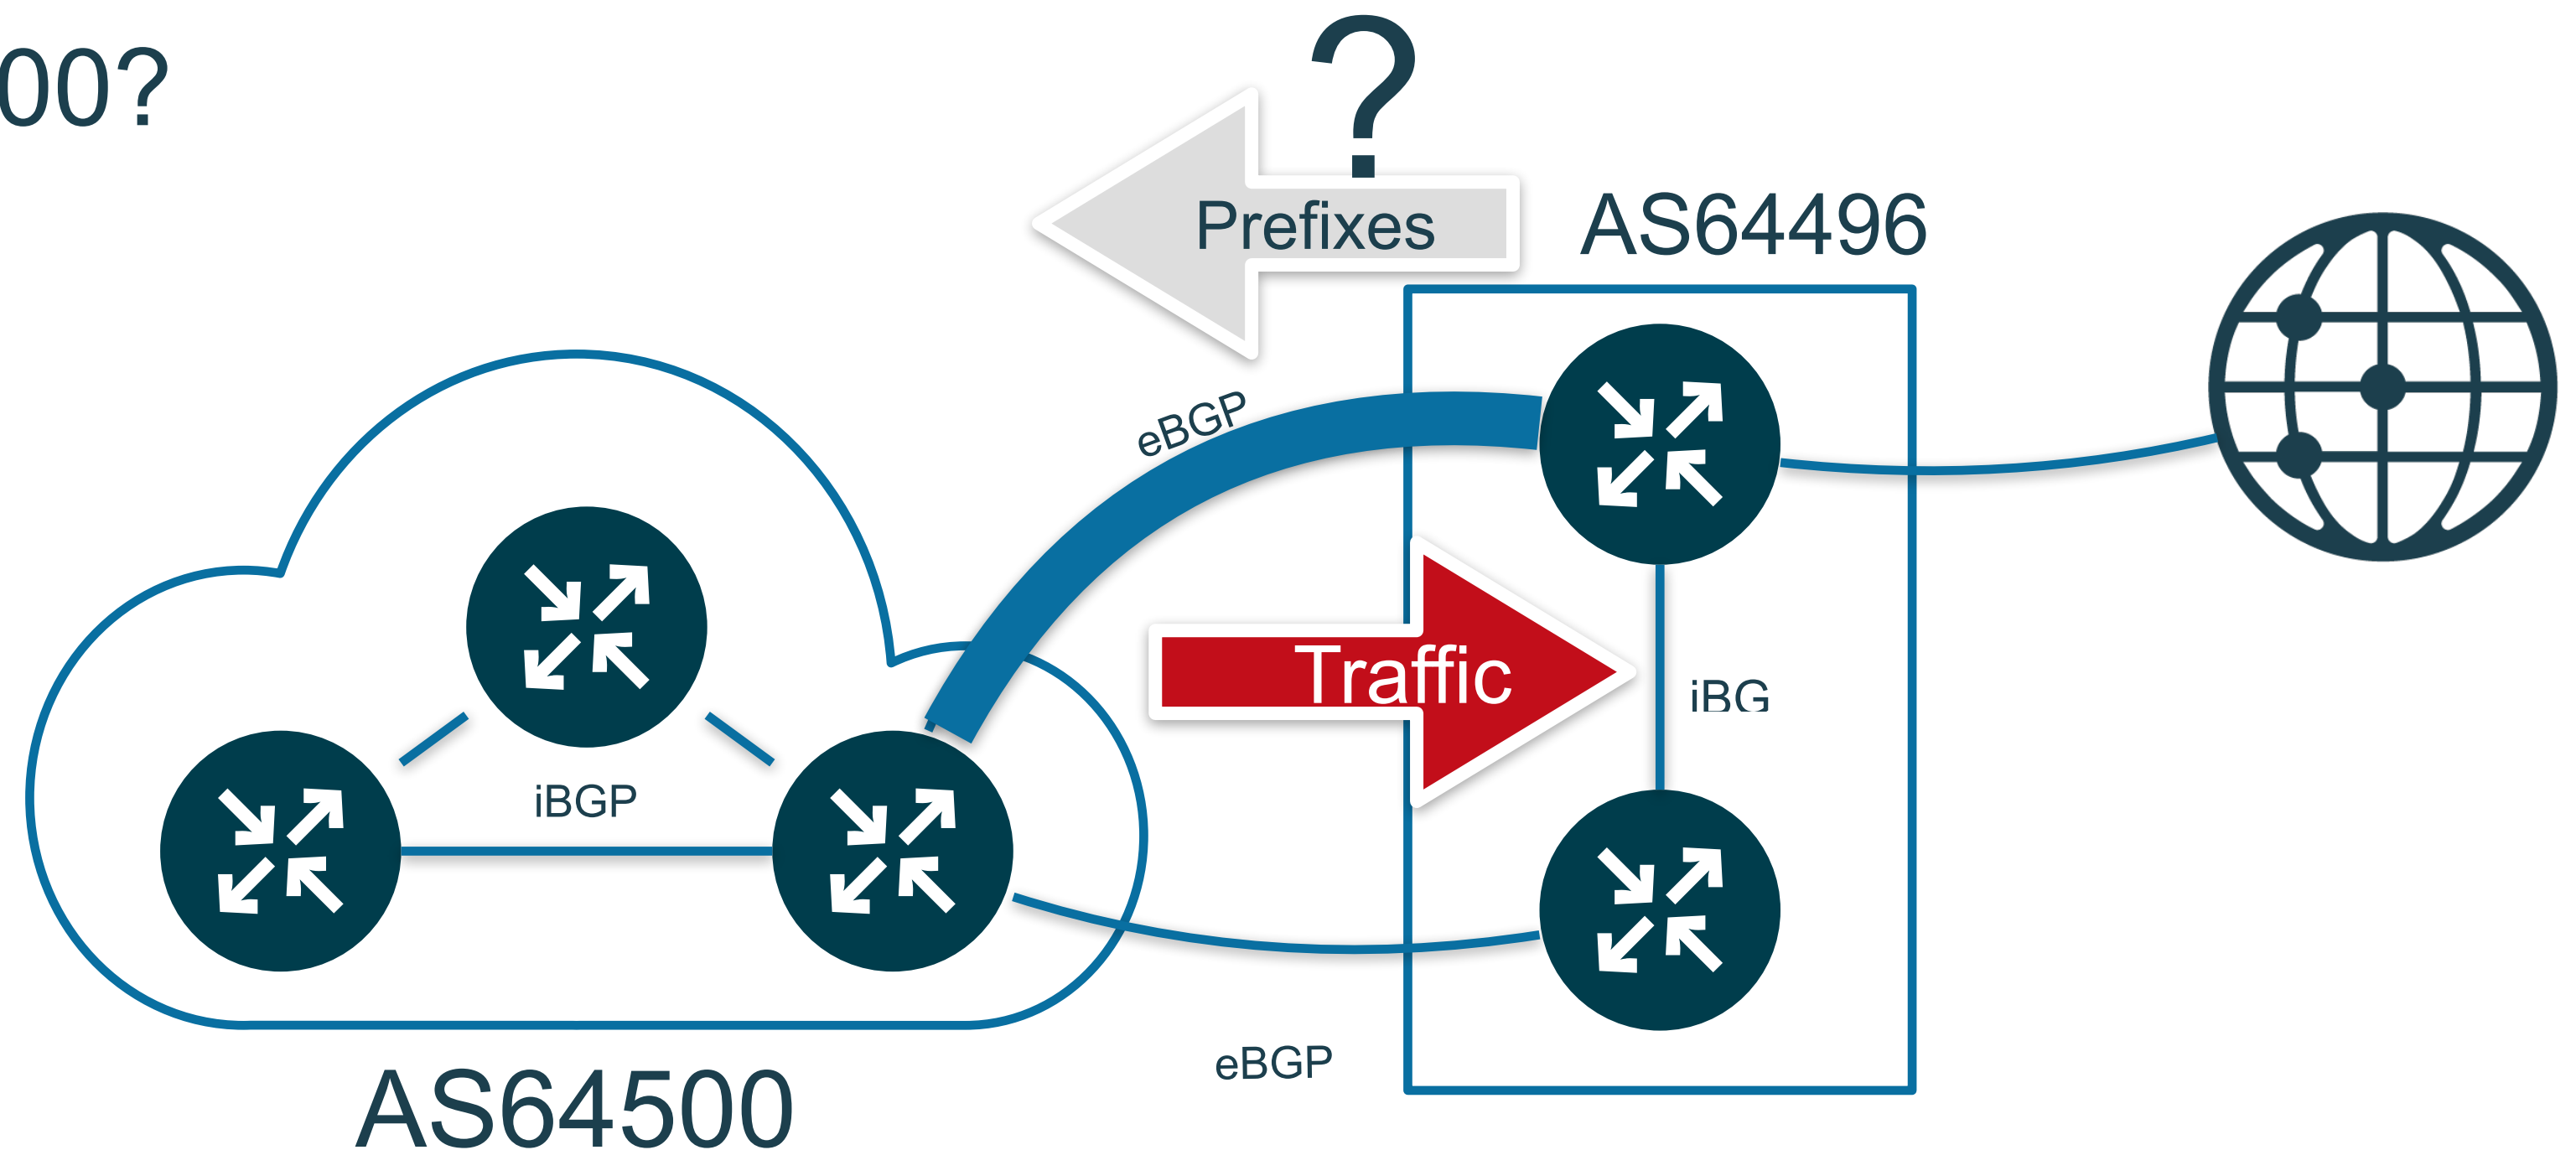 00?
?
Prefixes
AS64496
eBGP
Traffic
iBG
iBGP
eBGP
AS64500